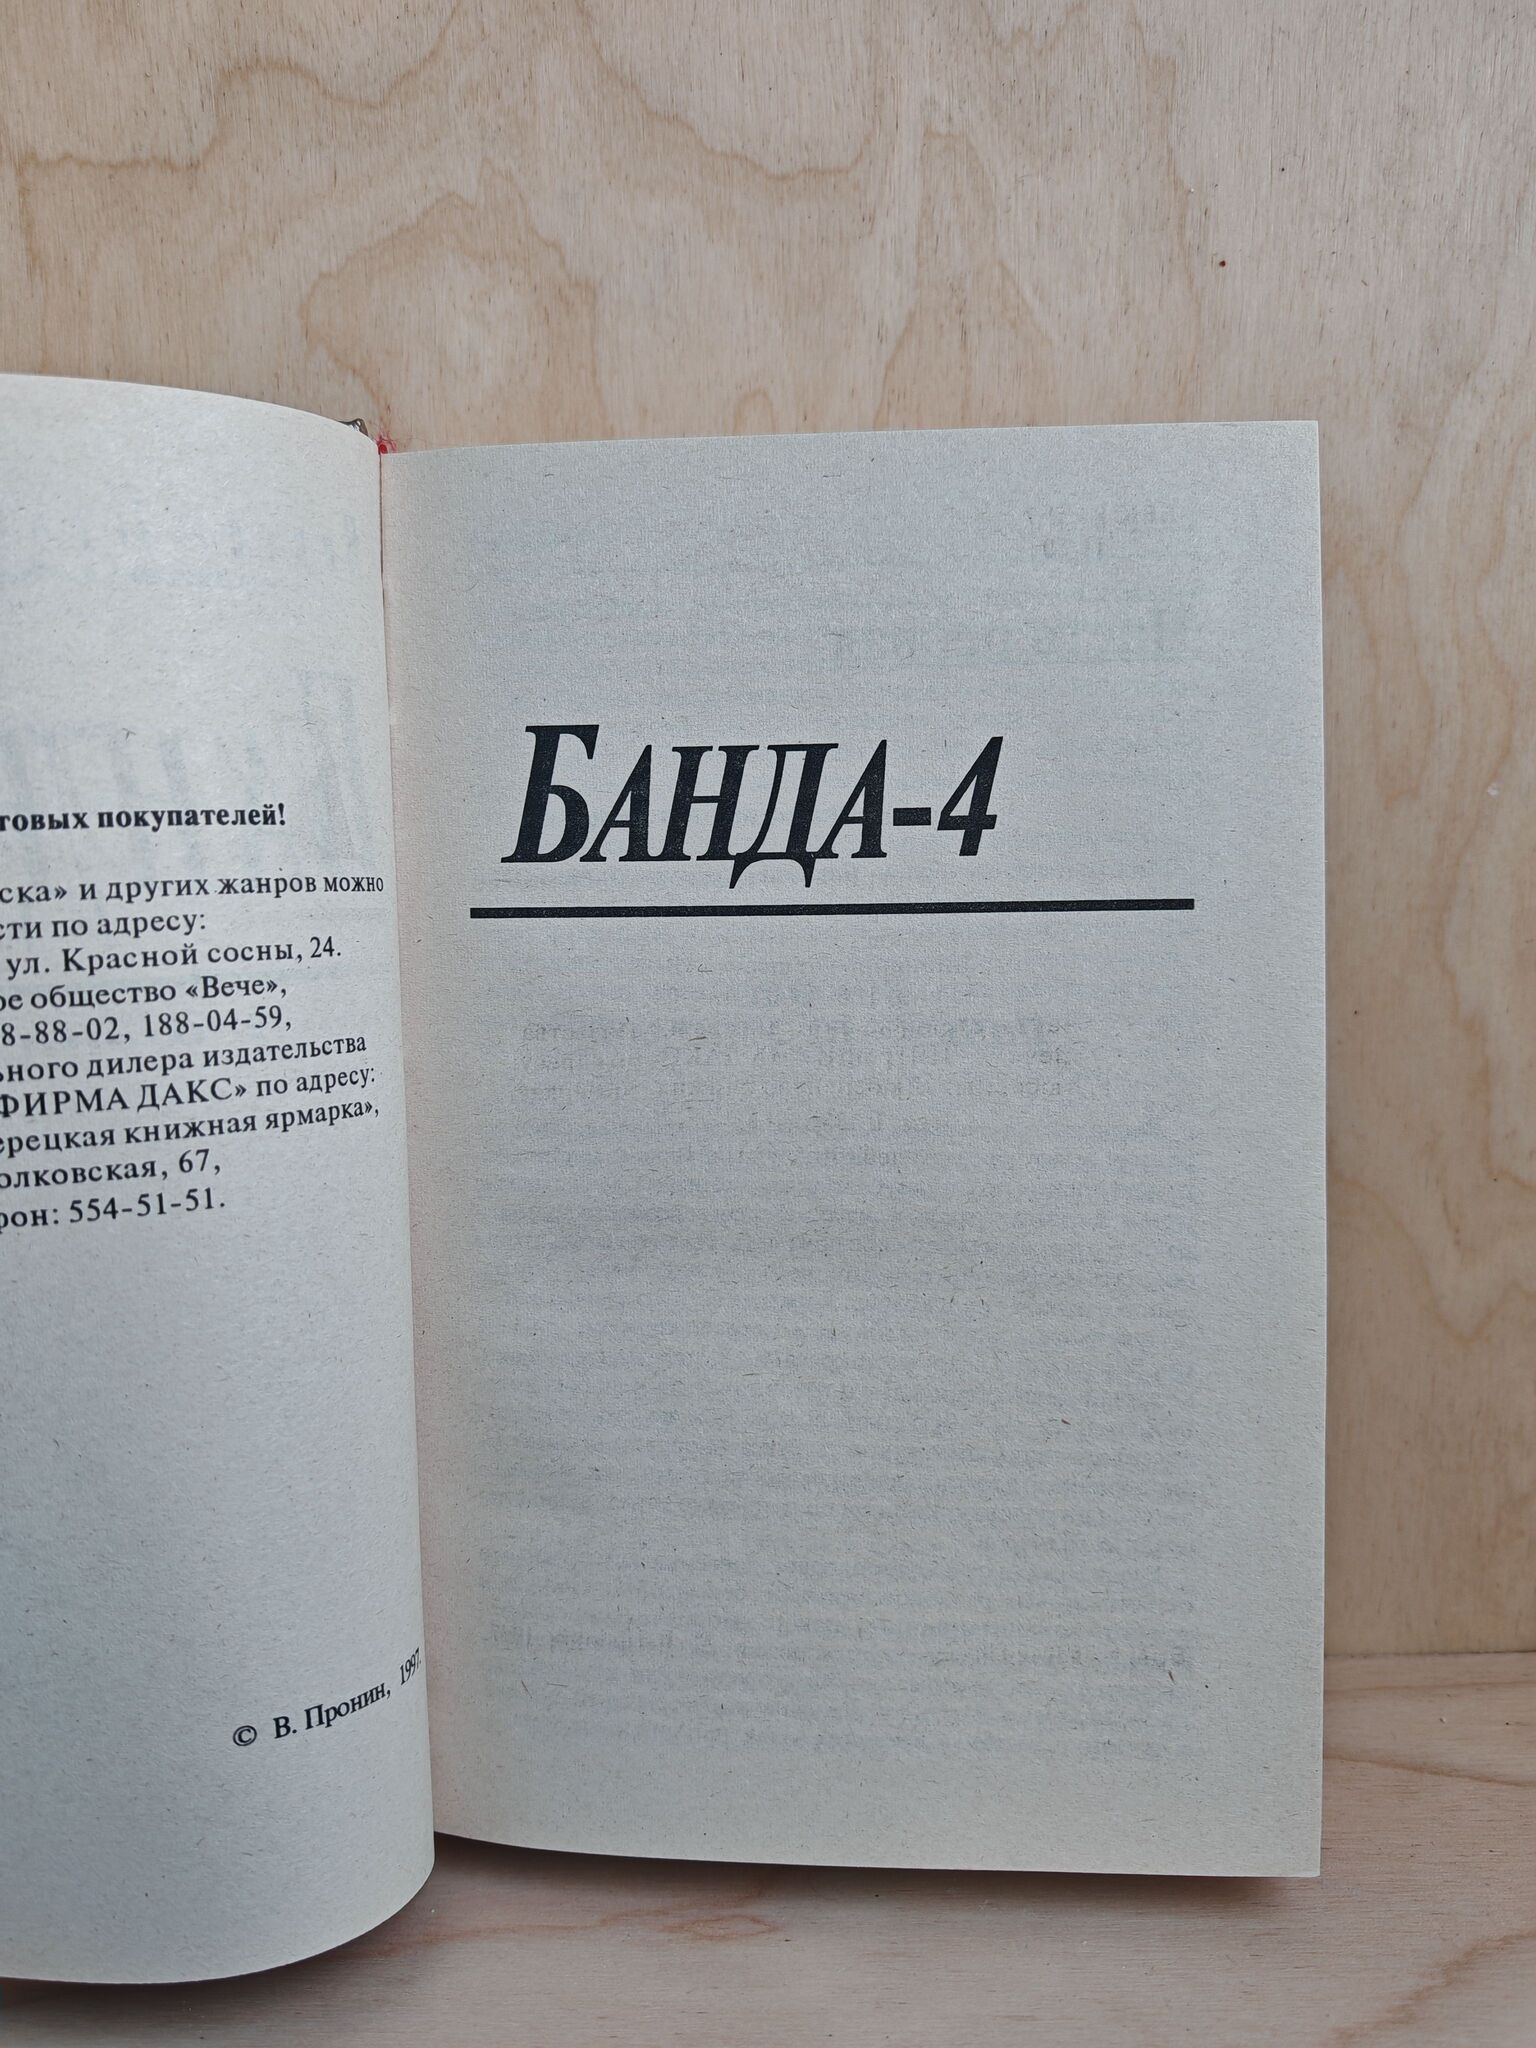 товых покупателей!
ска» и других жанров можно
сти по адресу:
ул. Красной сосны, 24.
ое общество «Вече»,
8-88-02, 188-04-59,
ьного дилера издательства
ФИРМА ДАКС» по адресу:
ерецкая книжная ярмарка»,
олковская, 67,
фон: 554-51-51.
© В. Пронин, 1997.
БАНДА-4